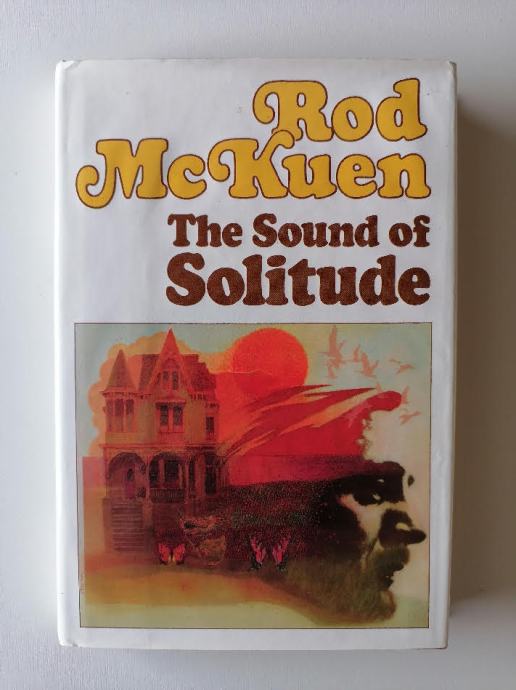 Rod
McKuen
The Sound of
Solitude